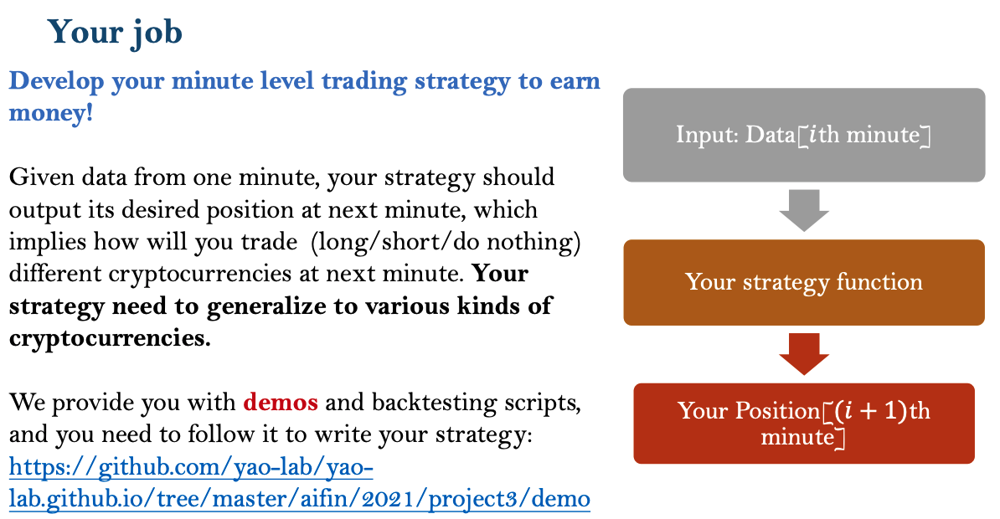 Your job
Develop your minute level trading strategy to earn
money!
Given data from one minute, your strategy should
output its desired position at next minute, which
implies how will you trade (long/short/do nothing)
different cryptocurrencies at next minute. Your
strategy need to generalize to various kinds of
cryptocurrencies.
We provide you with demos and backtesting scripts,
and you need to follow it to write your strategy:
https://github.com/yao-lab/yao-
lab.github.io/tree/master/aifin/2021/project3/demo
Input: Data[𝑖th minute]
Your strategy function
Your Position[(𝑖 + 1)th
minute]